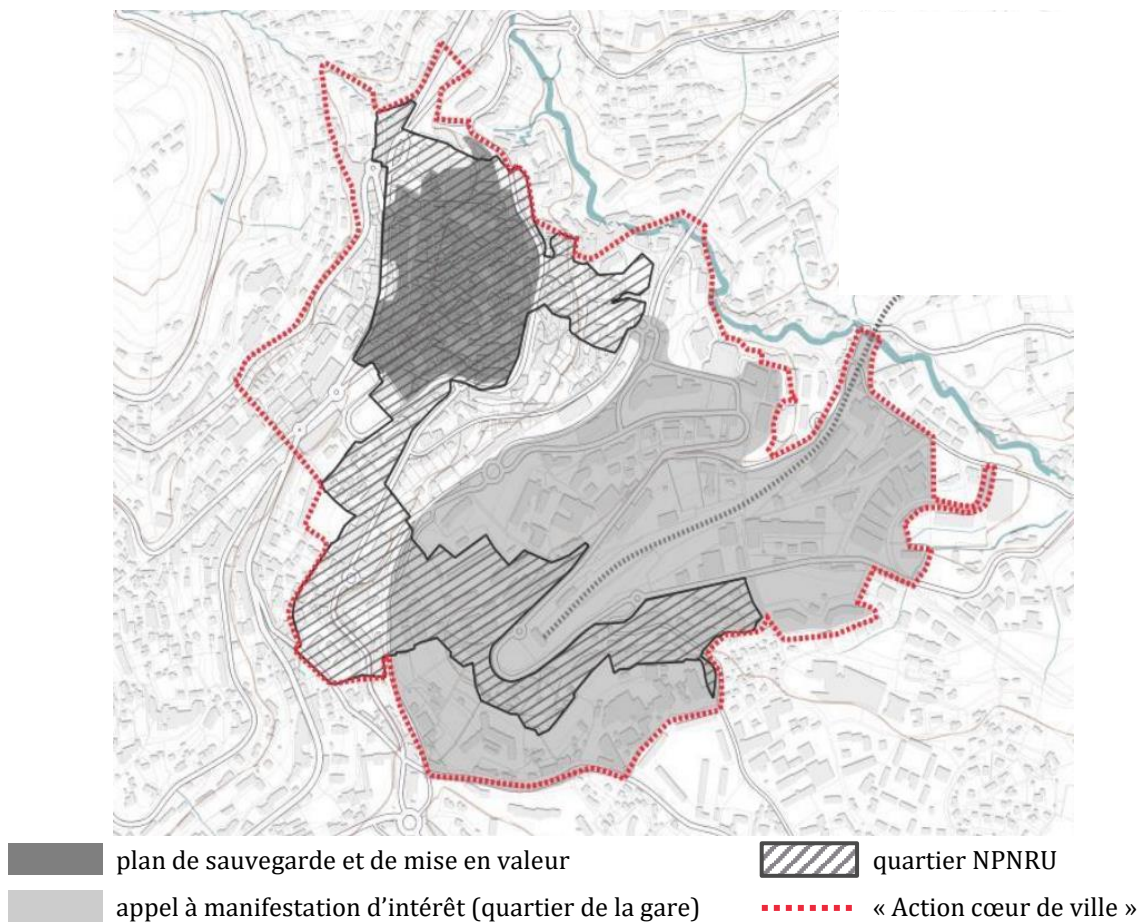 plan de sauvegarde et de mise en valeur
quartier NPNRU
appel à manifestation d’intérêt (quartier de la gare)
« Action cœur de ville »